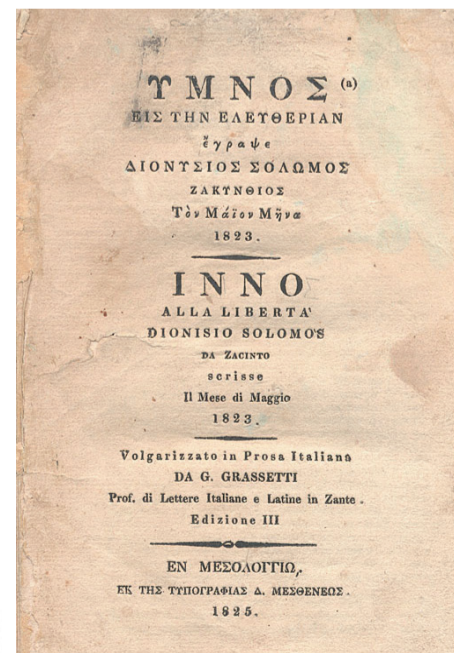 ΥΜΝΟΣ (a)
ΕΙΣ ΤΗΝ ΕΛΕΥΘΕΡΙΑΝ
ἔγραψε
ΔΙΟΝΥΣΙΟΣ ΣΟΛΩΜΟΣ
ΖΑΚΥΝΘΙΟΣ
Τὸν Μάϊον Μῆνα
1823.
INNO
ALLA LIBERTA'
DIONISIO SOLOMOS
DA ZACINTO
scrisse
Il Mese di Maggio
1823.
Volgarizzato in Prosa Italiana
DA G. GRASSETTI
Prof. di Lettere Italiane e Latine in Zante.
Edizione III
ΕΝ ΜΕΣΟΛΟΓΓΙΩ,
ΕΚ ΤΗΣ ΤΥΠΟΓΡΑΦΙΑΣ Δ. ΜΕΣΘΕΝΕΩΣ.
1825.